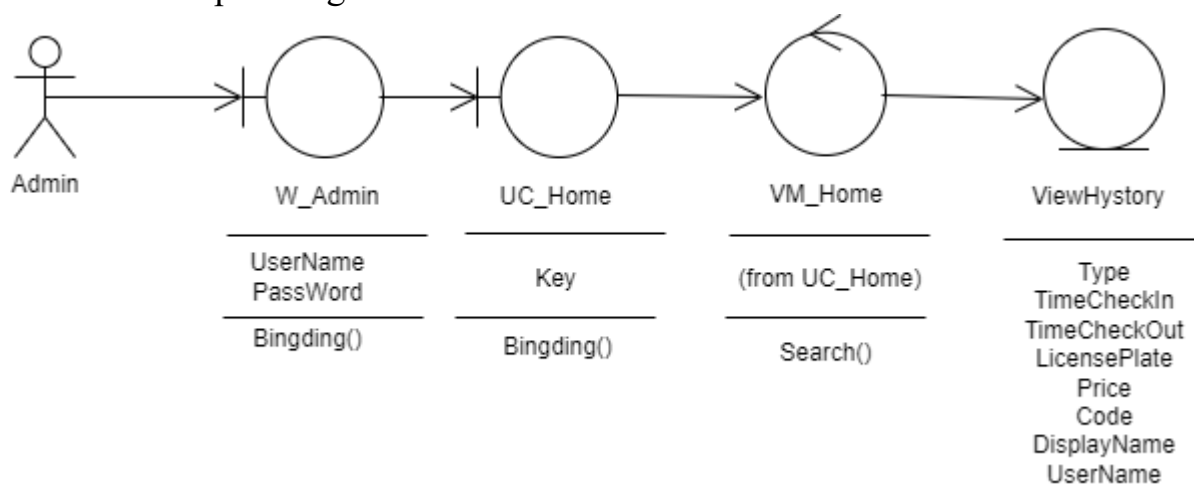 Admin
W_Admin
UserName
PassWord
Bingding()
UC_Home
Key
Bingding()
VM_Home
(from UC_Home)
Search()
ViewHystory
Type
TimeCheckIn
TimeCheckOut
LicensePlate
Price
Code
DisplayName
UserName